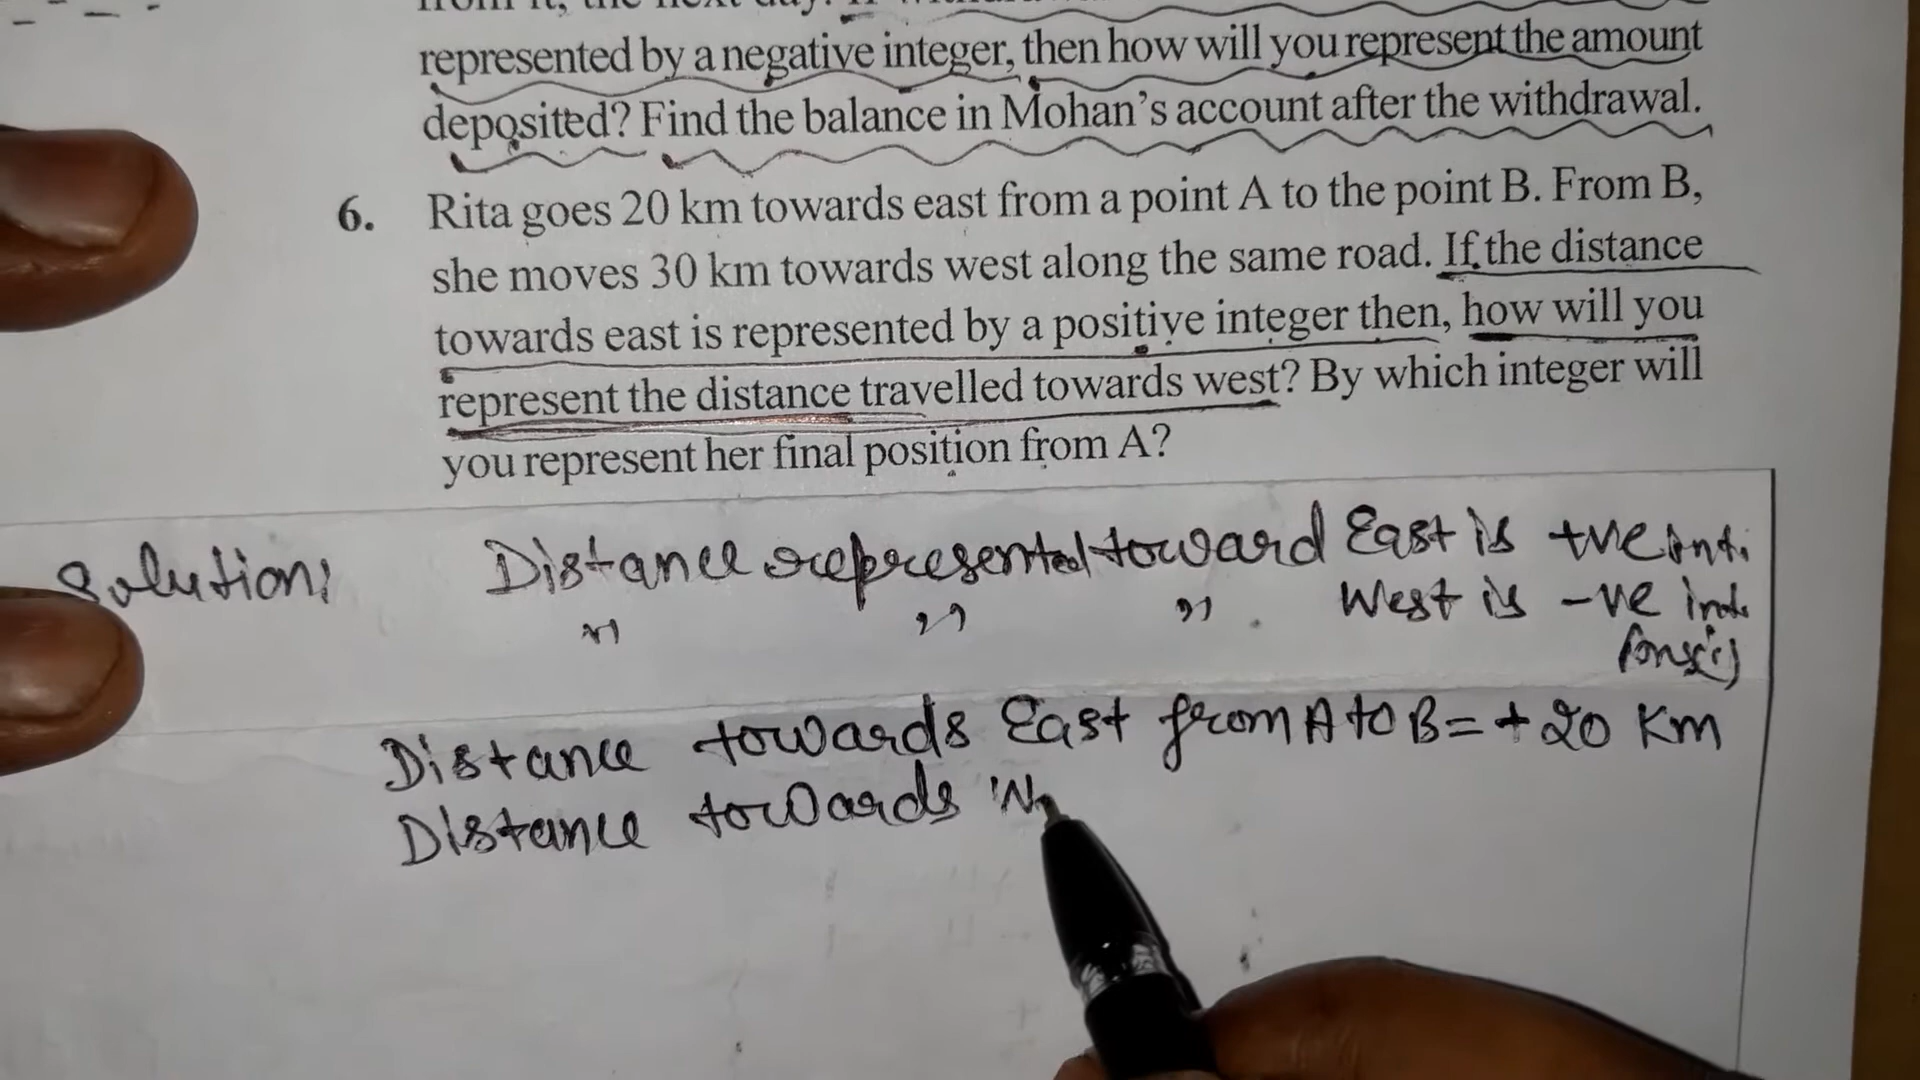 represented by a negative integer, then how will you represent the amount
deposited? Find the balance in Mohan's account after the withdrawal.
6. Rita goes 20 km towards east from a point A to the point B. From B,
she moves 30 km towards west along the same road. If the distance
towards east is represented by a positive integer then, how will you
represent the distance travelled towards west? By which integer will
you represent her final position from A?
Solution: Distance represented toward East is +ve int.
" " " West is -ve int.
Distance towards East from A to B = + 20 Km
Distance towards